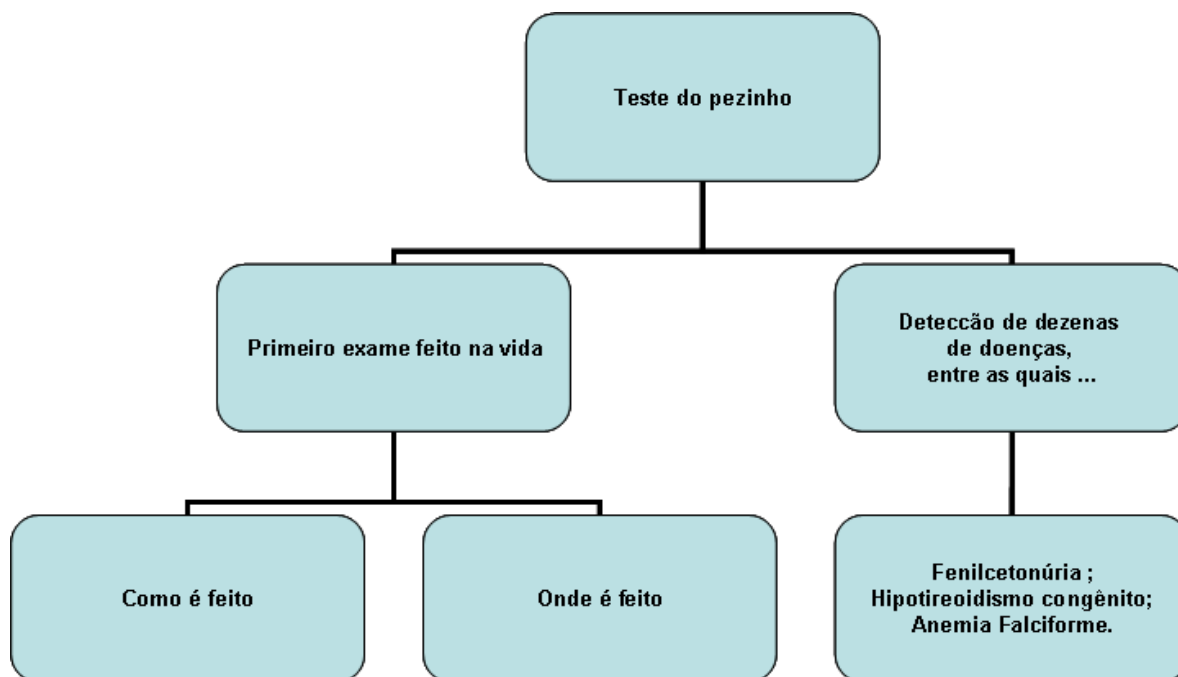 Teste do pezinho
Primeiro exame feito na vida
Deteccão de dezenas
de doenças,
entre as quais ...
Como é feito
Onde é feito
Fenilcetonúria ;
Hipotireoidismo congênito;
Anemia Falciforme.